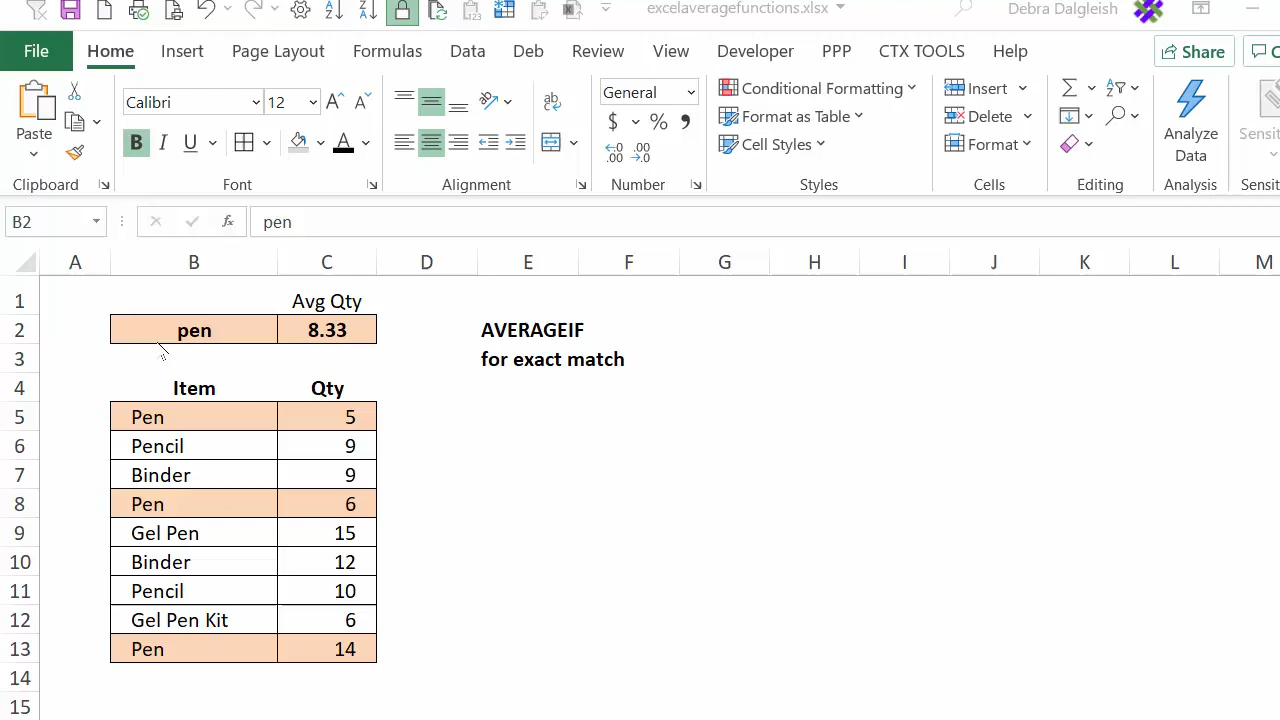 excelaveragefunctions.xlsx Debra Dalgleish
File Home Insert Page Layout Formulas Data Deb Review View Developer PPP CTX TOOLS Help Share
Calibri 12 General Conditional Formatting Insert
Paste Format as Table Delete Analyze
B I U A $ % Cell Styles Format Data
Clipboard Font Alignment Number Styles Cells Editing Analysis
B2 fx pen
A B C D E F G H I J K L M
1 Avg Qty
2 pen 8.33 AVERAGEIF
3 for exact match
4 Item Qty
5 Pen 5
6 Pencil 9
7 Binder 9
8 Pen 6
9 Gel Pen 15
10 Binder 12
11 Pencil 10
12 Gel Pen Kit 6
13 Pen 14
14
15